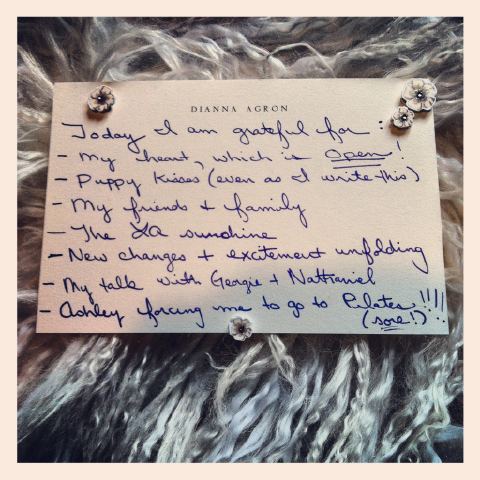 DIANNA AGRON
Today I am grateful for:
- My heart, which is open!
- Puppy kisses (even as I write this)
- My friends + family
- The LA sunshine
- New changes + excitement unfolding
- My talk with Georgie + Nathaniel
- Ashley forcing me to go to Pilates!!!!
(sore!)